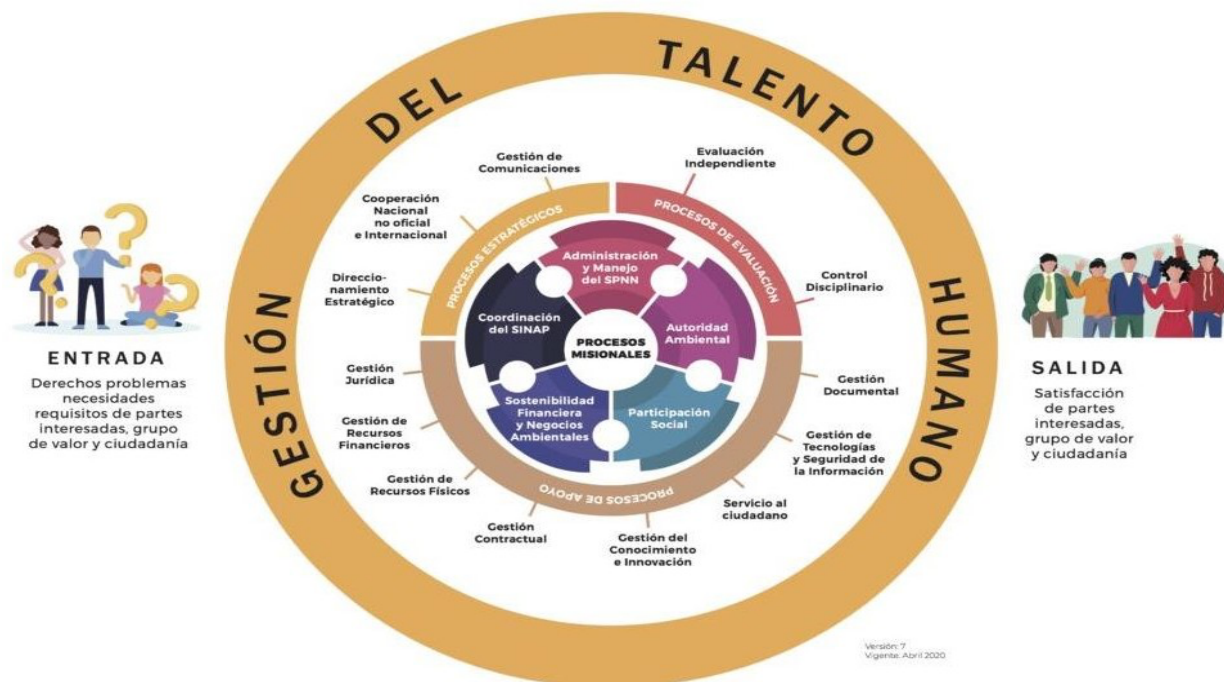 GESTIÓN DEL TALENTO HUMANO
ENTRADA
Derechos problemas
necesidades
requisitos de partes
interesadas, grupo
de valor y ciudadanía
Gestión de
Comunicaciones
Cooperación
Nacional
no oficial
e Internacional
Direccio-
namiento
Estratégico
PROCESOS ESTRATÉGICOS
Evaluación
Independiente
Control
Disciplinario
PROCESOS DE EVALUACIÓN
Administración
y Manejo
del SPNN
Coordinación
del SINAP
PROCESOS
MISIONALES
Autoridad
Ambiental
Sostenibilidad
Financiera
y Negocios
Ambientales
Participación
Social
Gestión
Jurídica
Gestión de
Recursos
Financieros
Gestión de
Recursos Físicos
Gestión
Contractual
PROCESOS DE APOYO
Gestión del
Conocimiento
e Innovación
Servicio al
ciudadano
Gestión de
Tecnologías
y Seguridad de
la Información
Gestión
Documental
SALIDA
Satisfacción
de partes
interesadas,
grupo de valor
y ciudadanía
Versión: 7
Vigente: Abril 2020